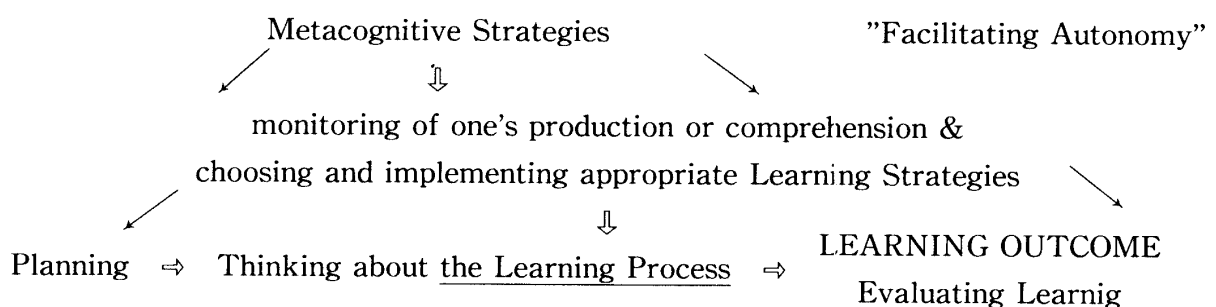 Metacognitive Strategies ”Facilitating Autonomy”
monitoring of one's production or comprehension &
choosing and implementing appropriate Learning Strategies
Planning ⇨ Thinking about the Learning Process ⇨ LEARNING OUTCOME
Evaluating Learnig